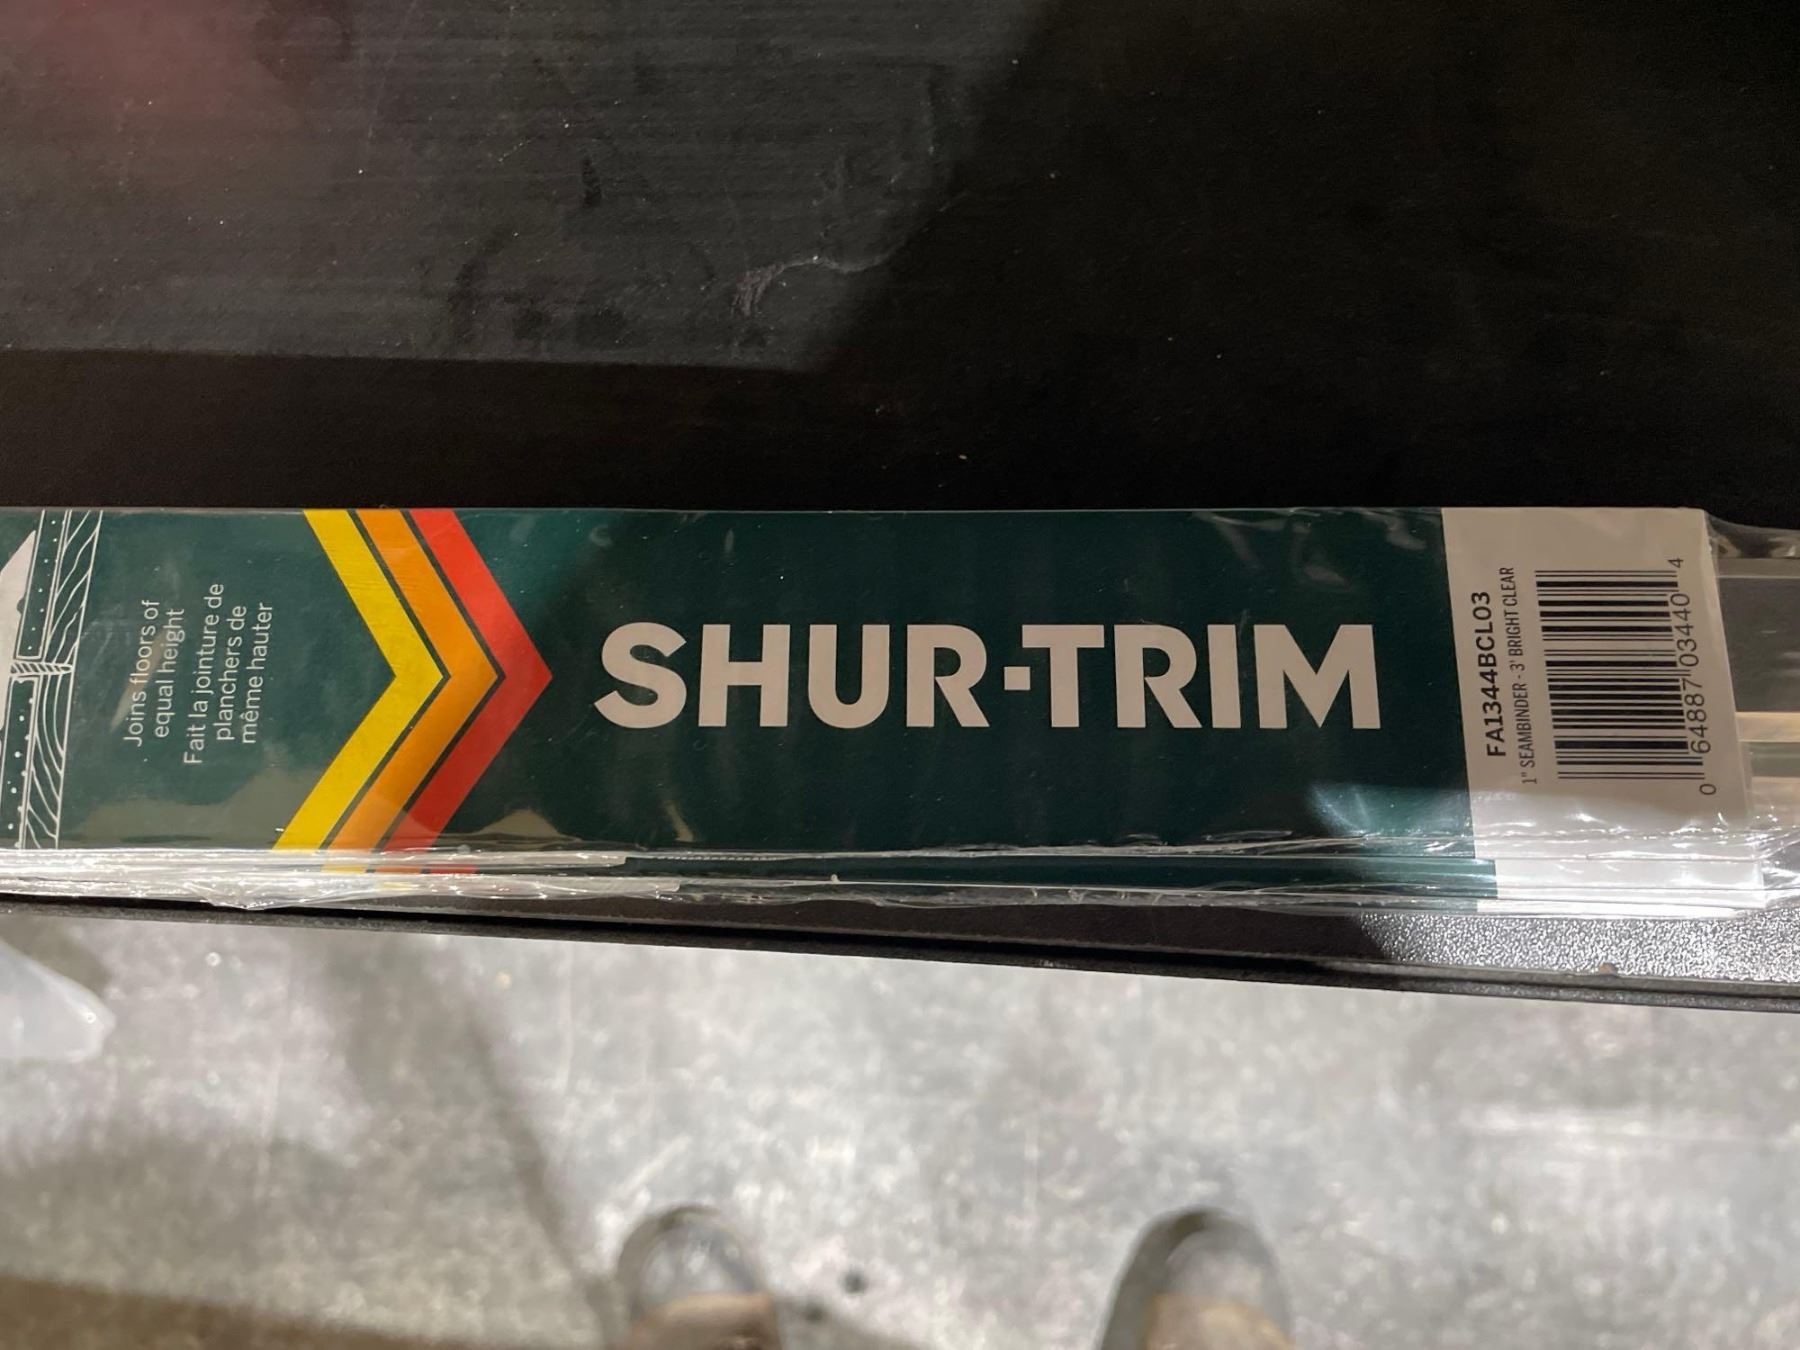 Joins floors of
equal height
Fait la jointure de
planchers de
même hauter
SHUR-TRIM
FA1344BCL03
1" SEAMBINDER - 3' BRIGHT CLEAR
0 64887 03440 4